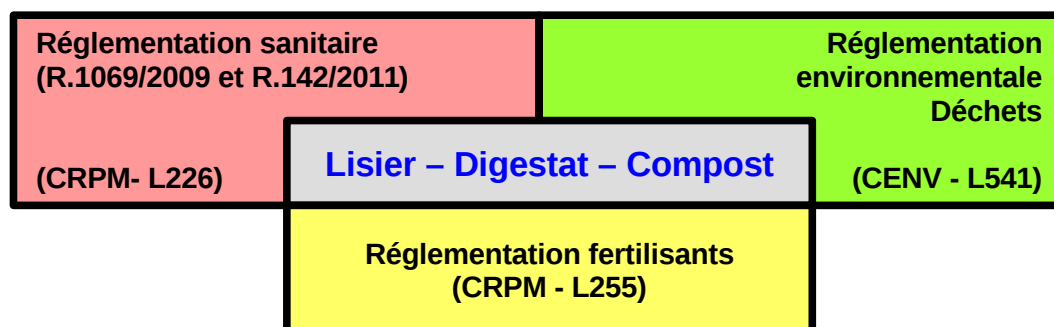 Réglementation sanitaire
(R.1069/2009 et R.142/2011)
(CRPM- L226)
Réglementation
environnementale
Déchets
(CENV - L541)
Lisier – Digestat – Compost
Réglementation fertilisants
(CRPM - L255)